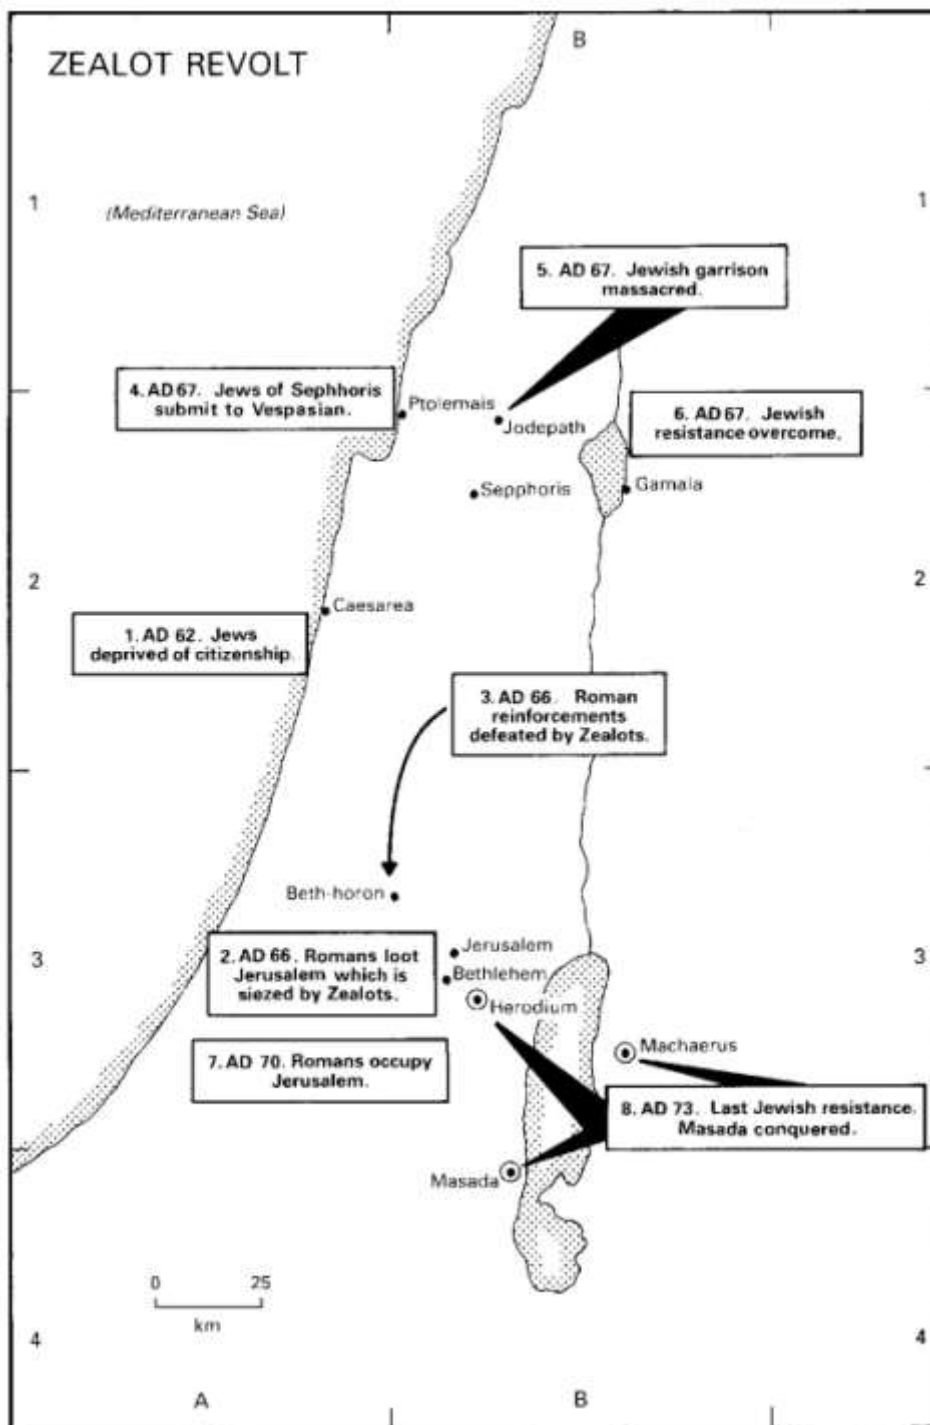 B
ZEALOT REVOLT
1
1
(Mediterranean Sea)
5. AD 67. Jewish garrison
massacred.
4. AD 67. Jews of Sephhoris
submit to Vespasian.
Ptolemais
Jodepath
6. AD 67. Jewish
resistance overcome.
Sepphoris
Gamala
2
2
Caesarea
1. AD 62. Jews
deprived of citizenship.
3. AD 66. Roman
reinforcements
defeated by Zealots.
Beth-horon
3
3
2. AD 66. Romans loot
Jerusalem which is
siezed by Zealots.
Jerusalem
Bethlehem
Herodium
7. AD 70. Romans occupy
Jerusalem.
Machaerus
8. AD 73. Last Jewish resistance.
Masada conquered.
Masada
0 25
km
4
4
A
B